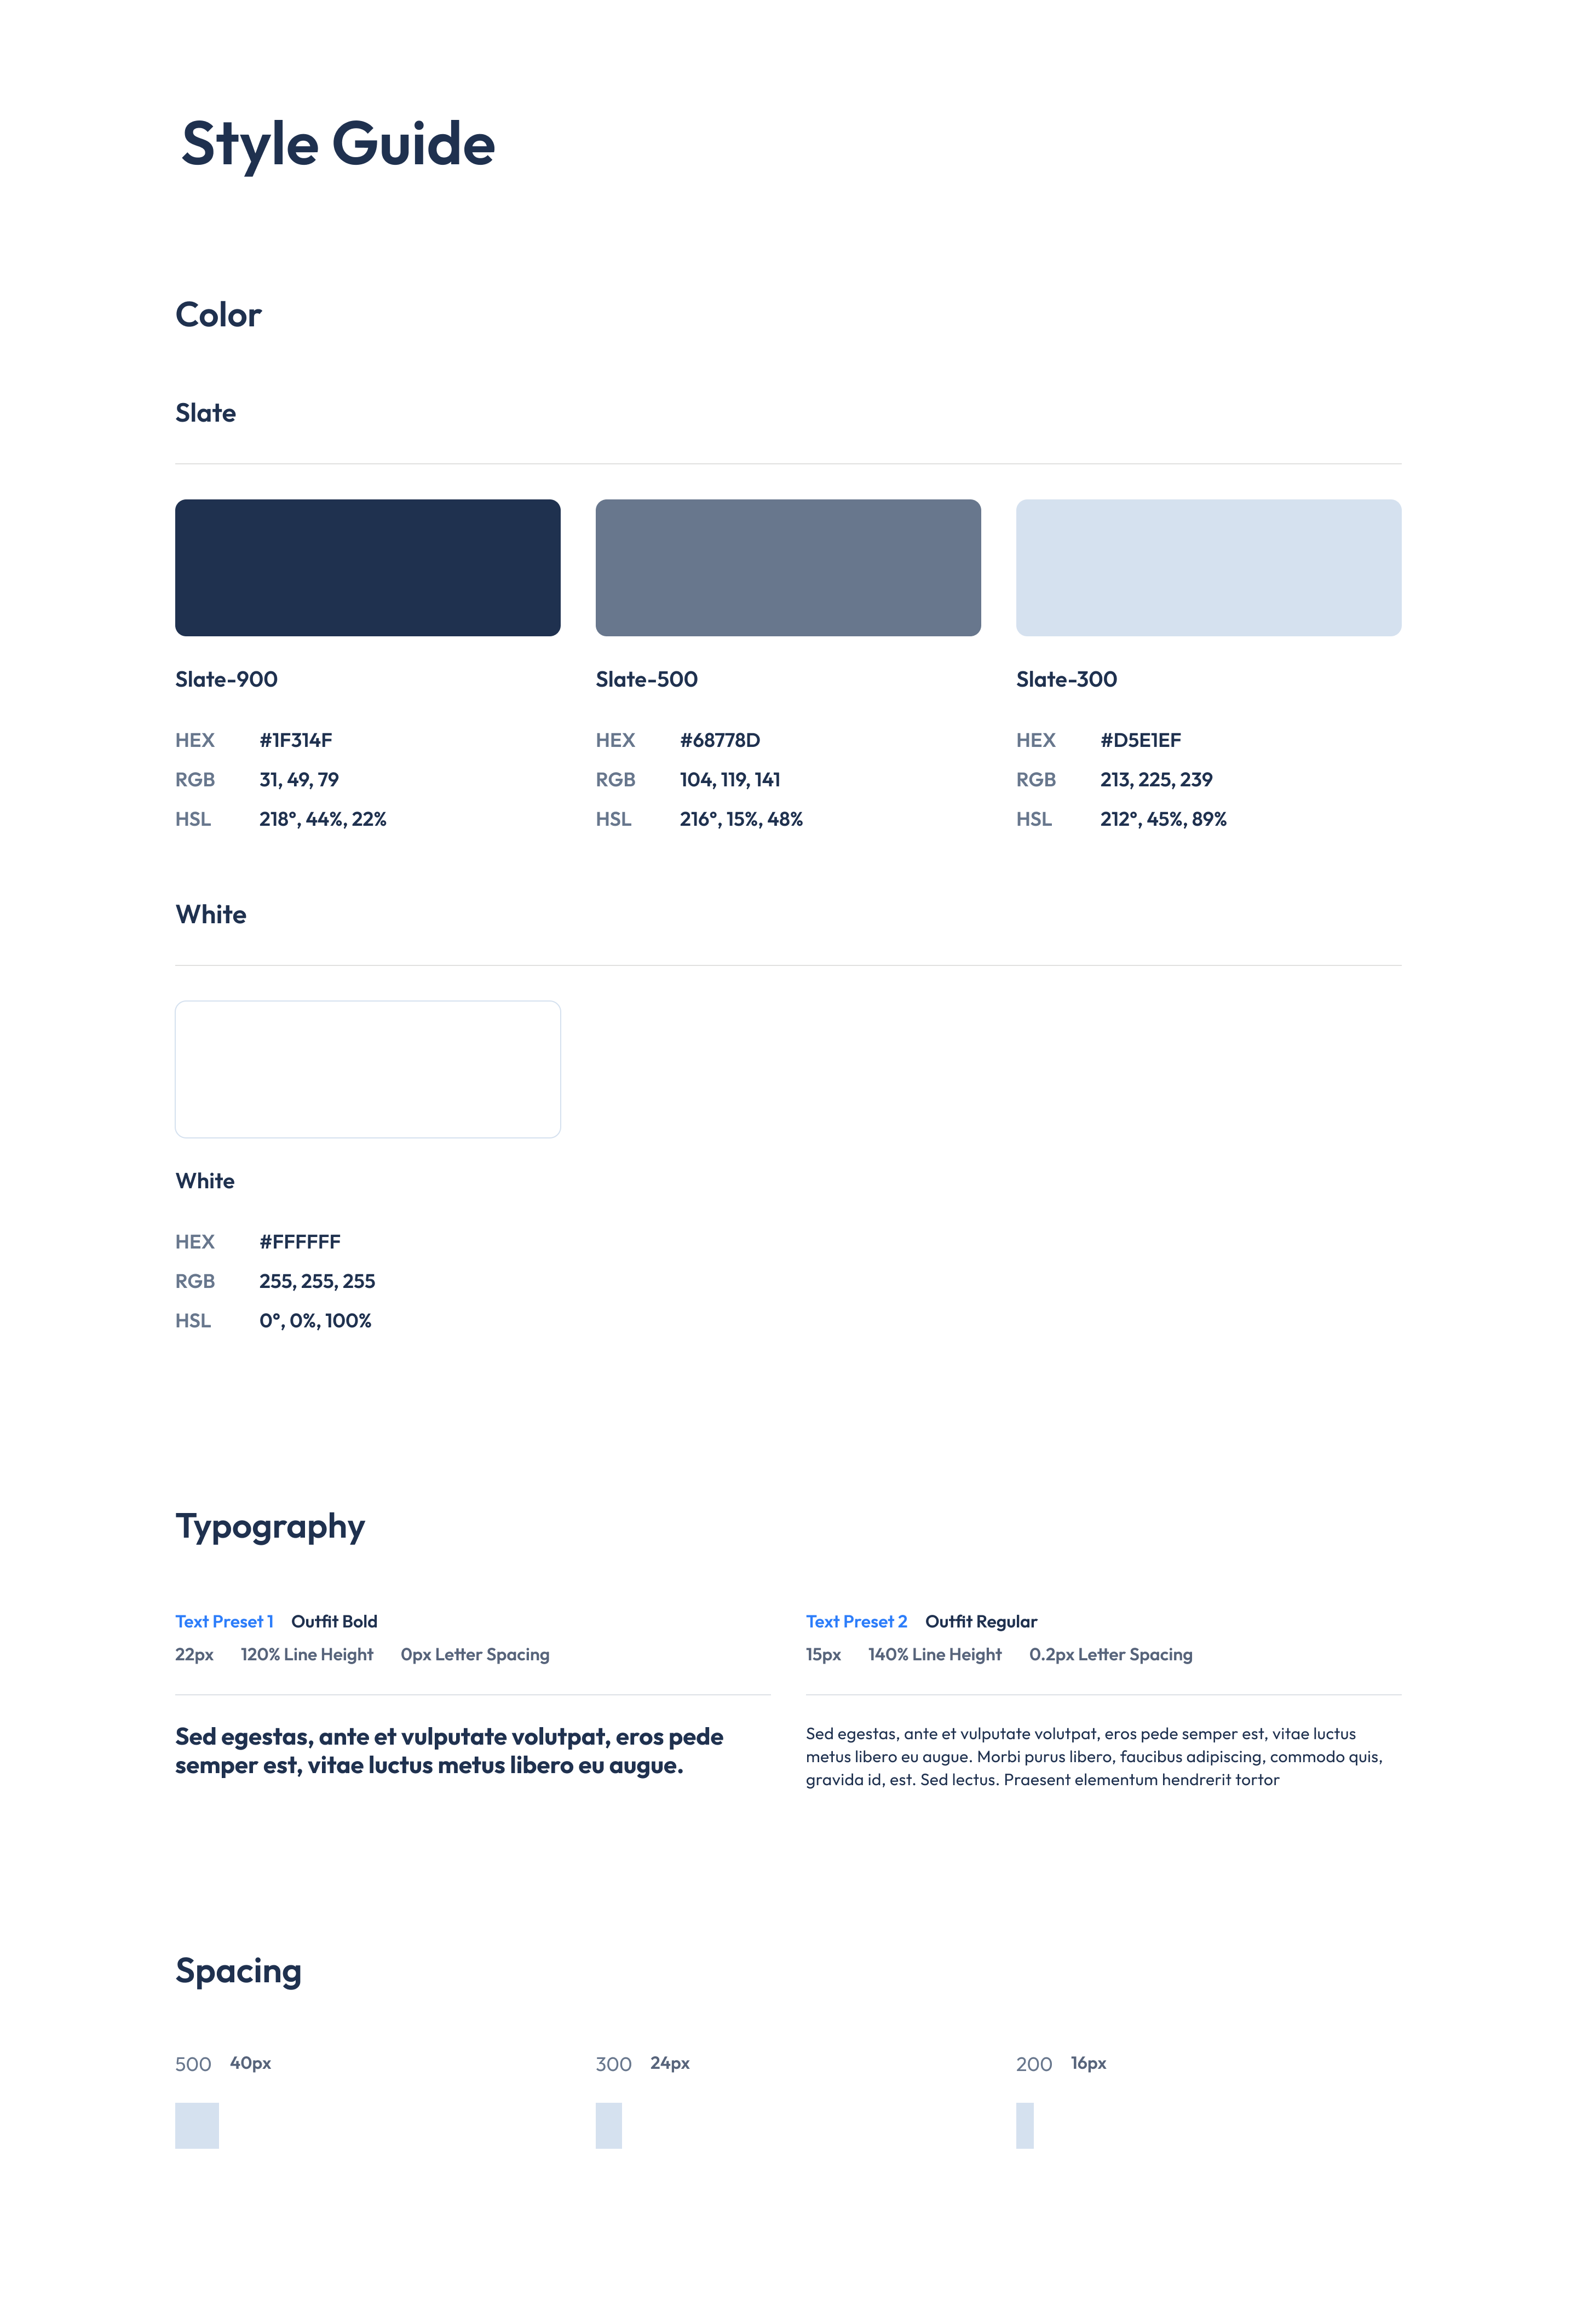 Style Guide
Color
Slate
Slate-900
HEX #1F314F
RGB 31, 49, 79
HSL 218°, 44%, 22%
Slate-500
HEX #68778D
RGB 104, 119, 141
HSL 216°, 15%, 48%
Slate-300
HEX #D5E1EF
RGB 213, 225, 239
HSL 212°, 45%, 89%
White
White
HEX #FFFFFF
RGB 255, 255, 255
HSL 0°, 0%, 100%
Typography
Text Preset 1 Outfit Bold
22px 120% Line Height 0px Letter Spacing
Sed egestas, ante et vulputate volutpat, eros pede
semper est, vitae luctus metus libero eu augue.
Text Preset 2 Outfit Regular
15px 140% Line Height 0.2px Letter Spacing
Sed egestas, ante et vulputate volutpat, eros pede semper est, vitae luctus
metus libero eu augue. Morbi purus libero, faucibus adipiscing, commodo quis,
gravida id, est. Sed lectus. Praesent elementum hendrerit tortor
Spacing
500 40px
300 24px
200 16px